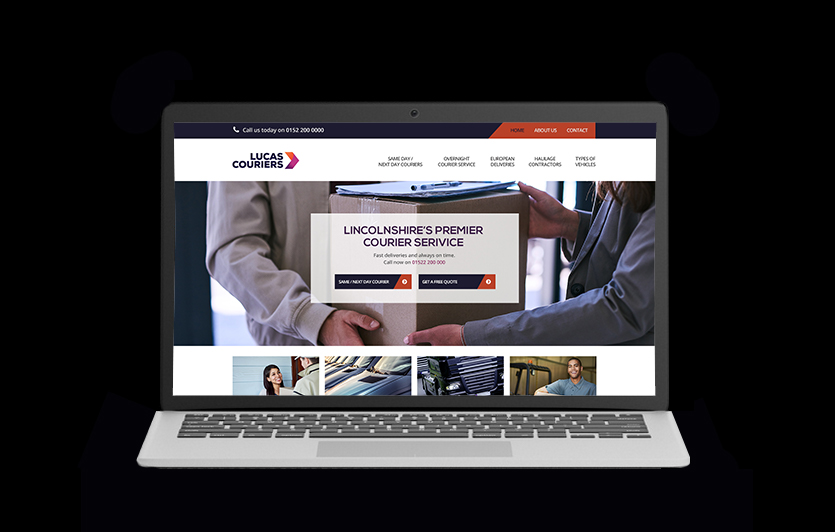 Call us today on 0152 200 0000
HOME ABOUT US CONTACT
LUCAS
COURIERS
SAME DAY /
NEXT DAY COURIERS
OVERNIGHT
COURIER SERVICE
EUROPEAN
DELIVERIES
HAULAGE
CONTRACTORS
TYPES OF
VEHICLES
LINCOLNSHIRE'S PREMIER
COURIER SERIVICE
Fast deliveries and always on time.
Call now on 01522 200 000
SAME / NEXT DAY COURIER
GET A FREE QUOTE